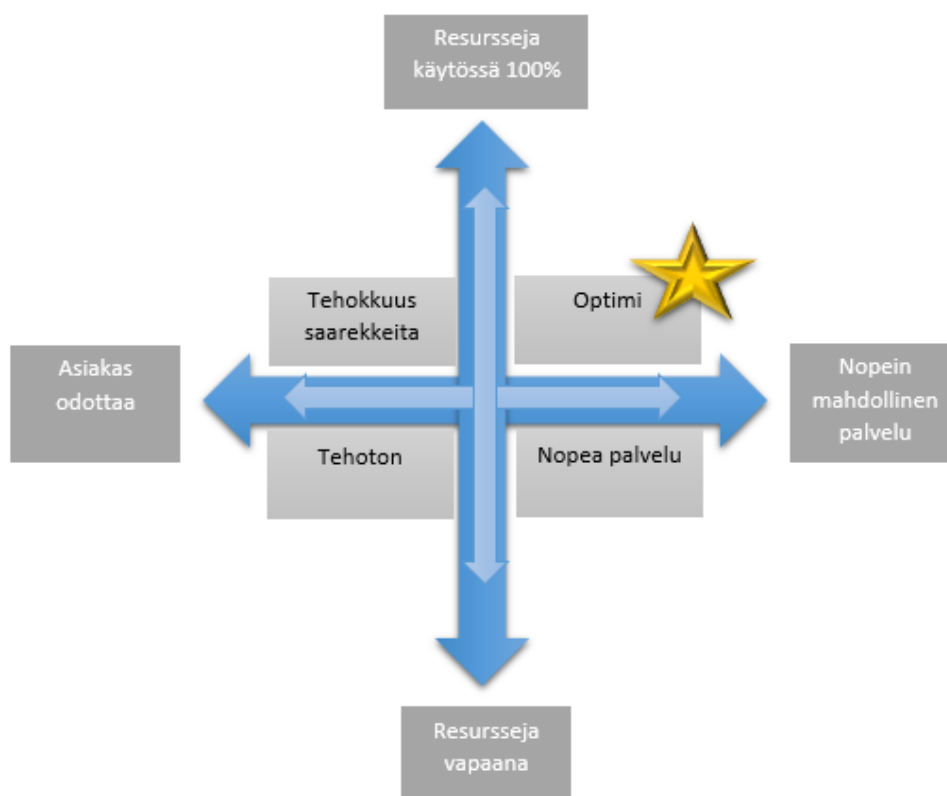 Resursseja
käytössä 100%
Tehokkuus
saarekkeita
Optimi
Asiakas
odottaa
Nopein
mahdollinen
palvelu
Tehoton
Nopea palvelu
Resursseja
vapaana